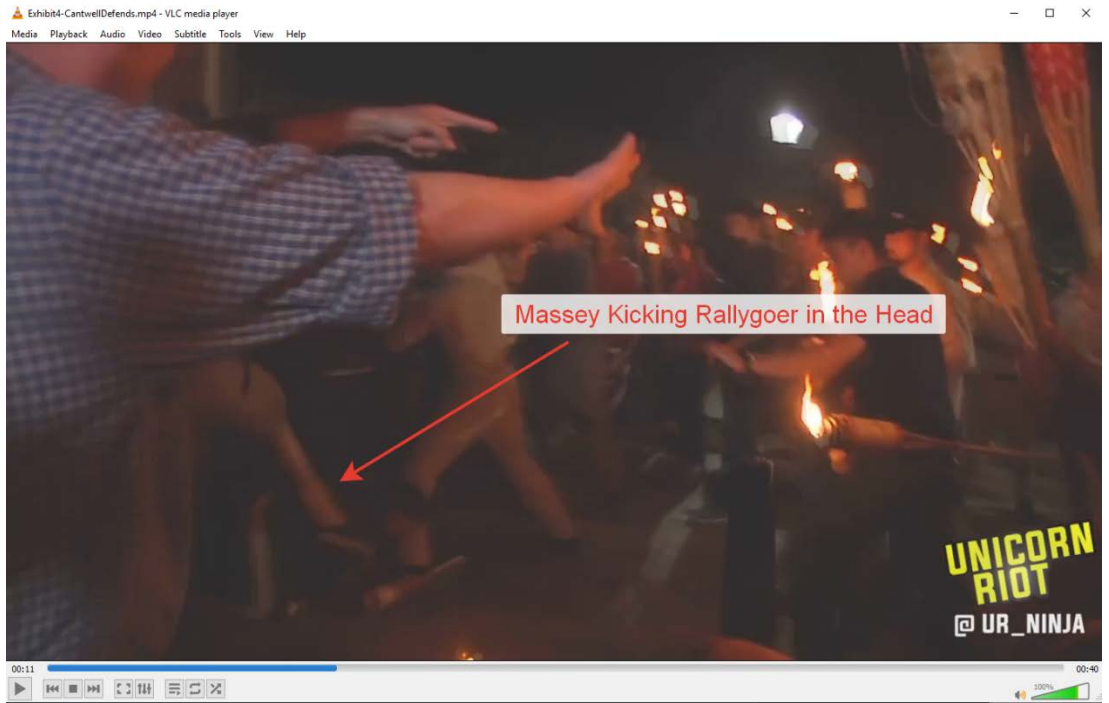 Exhibit4-CantwellDefends.mp4 - VLC media player
Media Playback Audio Video Subtitle Tools View Help
Massey Kicking Rallygoer in the Head
UNICORN
RIOT
@UR_NINJA
00:11 00:40
100%